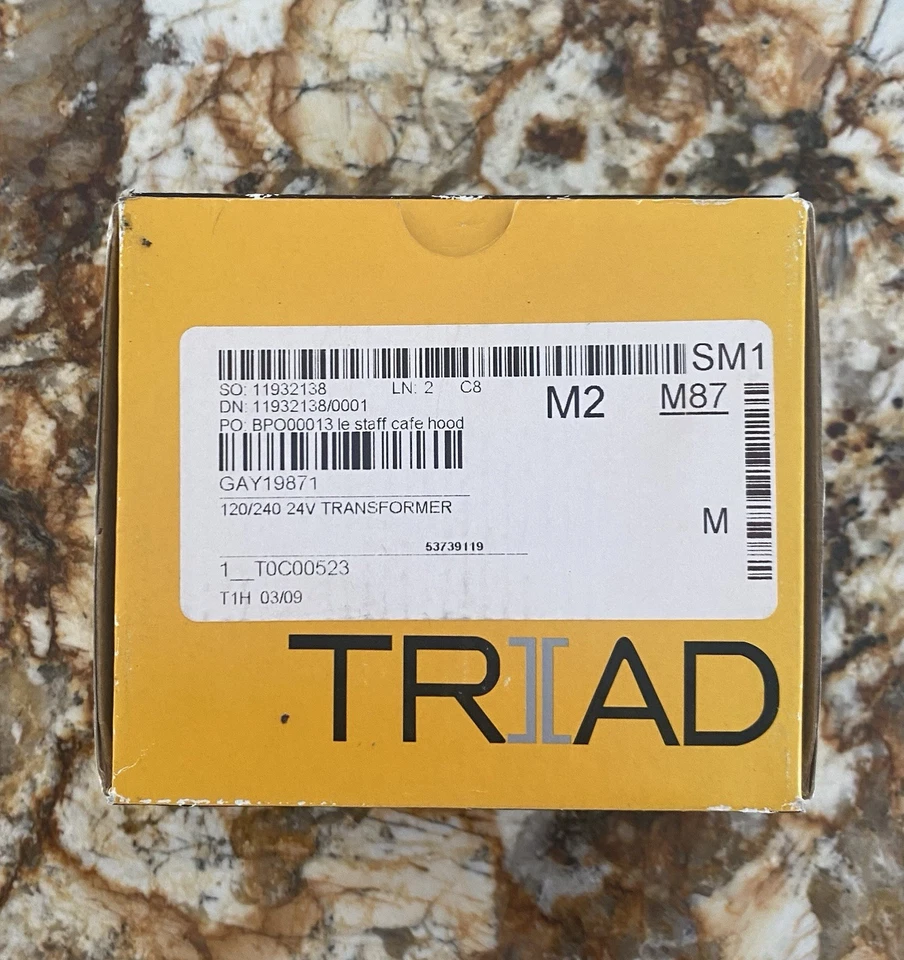 SM1
SO: 11932138 LN: 2 C8
DN: 11932138/0001
M2 M87
PO: BPO00013 le staff cafe hood
GAY19871
120/240 24V TRANSFORMER
M
53739119
1__T0C00523
T1H 03/09
TRIAD